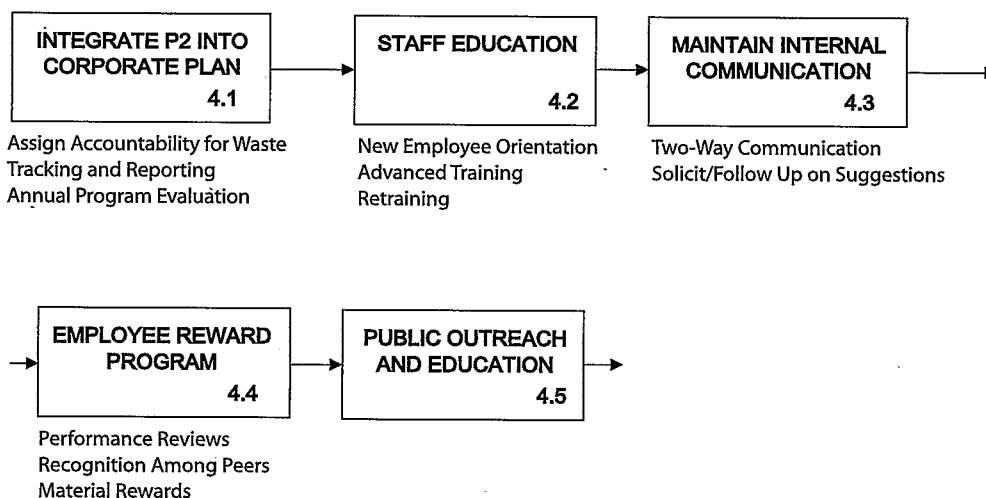 INTEGRATE P2 INTO
CORPORATE PLAN
4.1
Assign Accountability for Waste
Tracking and Reporting
Annual Program Evaluation
STAFF EDUCATION
4.2
New Employee Orientation
Advanced Training
Retraining
MAINTAIN INTERNAL
COMMUNICATION
4.3
Two-Way Communication
Solicit/Follow Up on Suggestions
EMPLOYEE REWARD
PROGRAM
4.4
Performance Reviews
Recognition Among Peers
Material Rewards
PUBLIC OUTREACH
AND EDUCATION
4.5